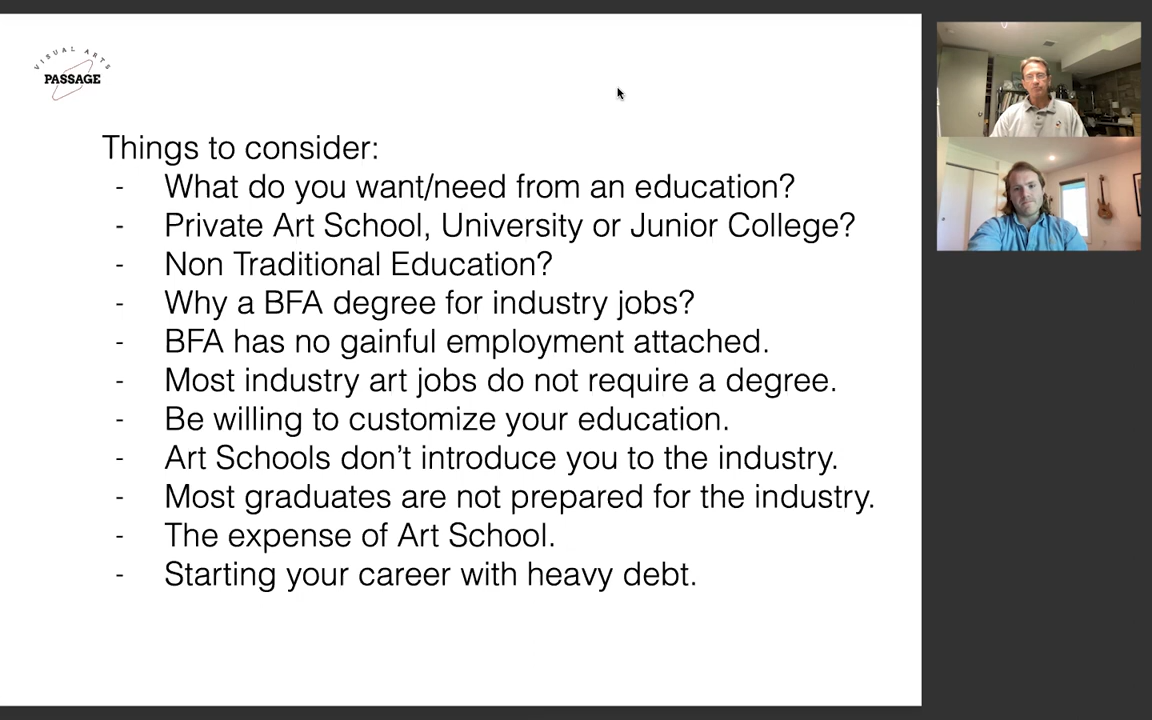 VISUAL ARTS
PASSAGE
Things to consider:
- What do you want/need from an education?
- Private Art School, University or Junior College?
- Non Traditional Education?
- Why a BFA degree for industry jobs?
- BFA has no gainful employment attached.
- Most industry art jobs do not require a degree.
- Be willing to customize your education.
- Art Schools don’t introduce you to the industry.
- Most graduates are not prepared for the industry.
- The expense of Art School.
- Starting your career with heavy debt.